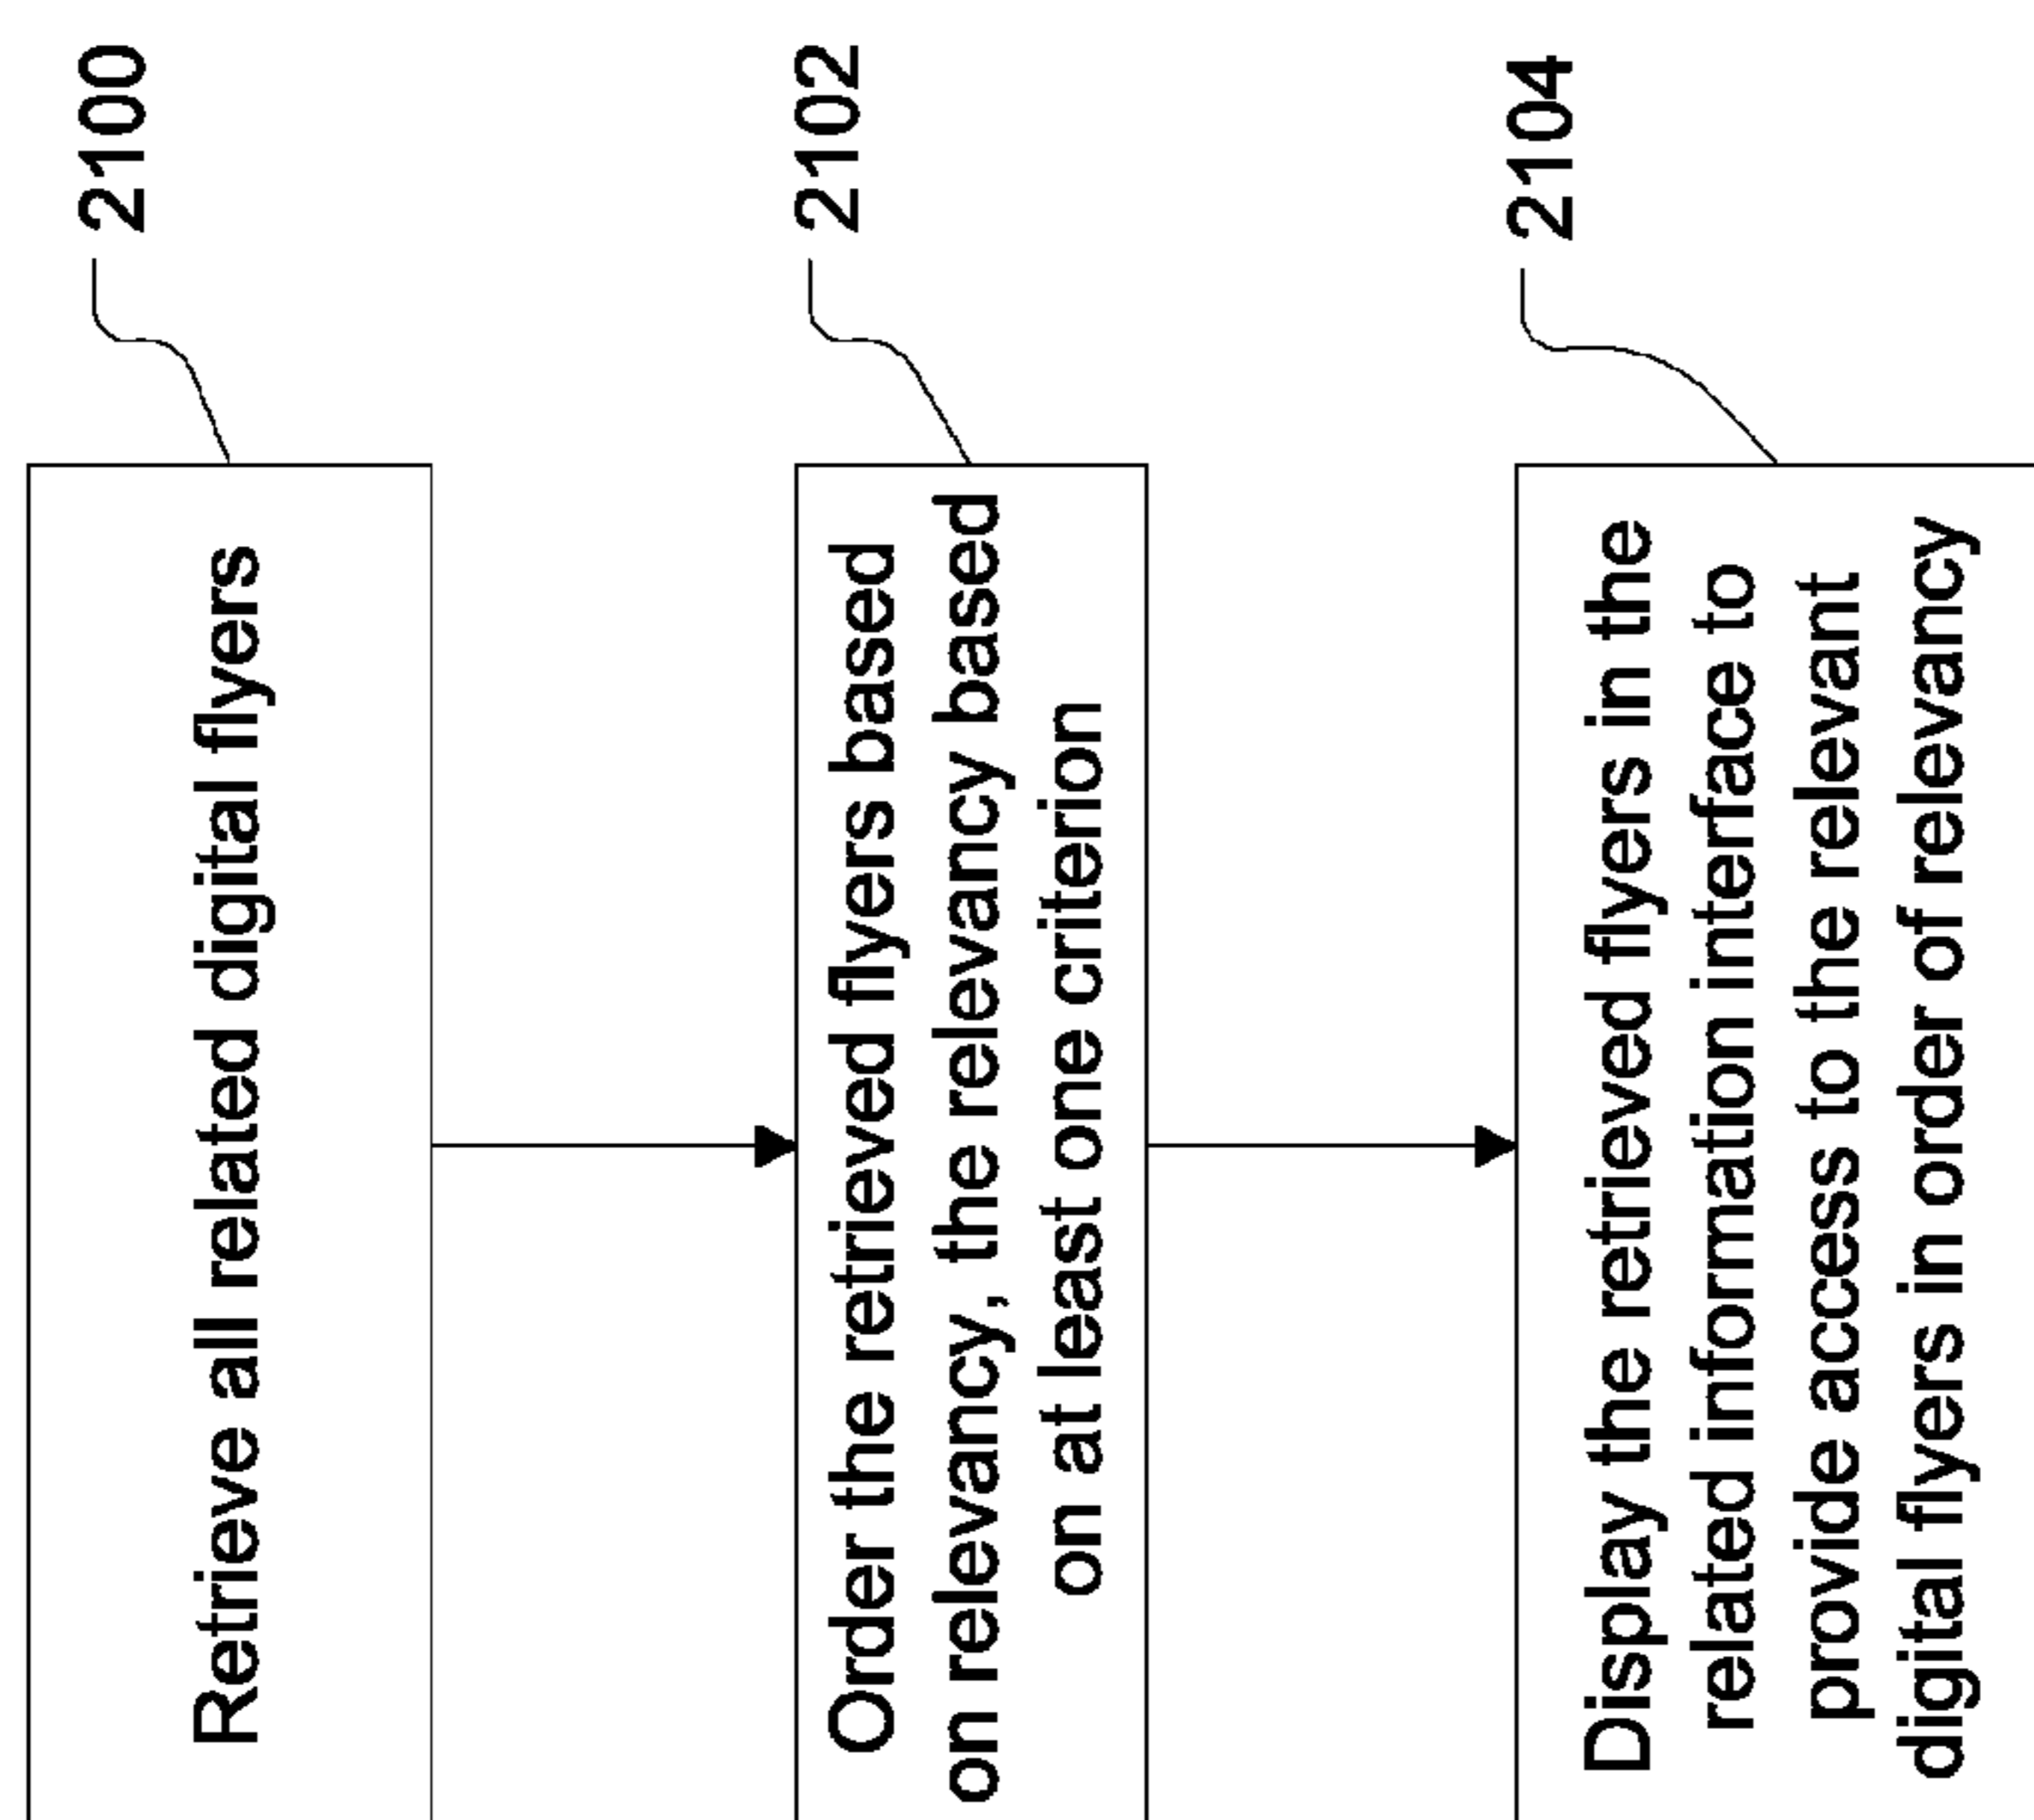 Retrieve all related digital flyers
2100
Order the retrieved flyers based
on relevancy, the relevancy based
on at least one criterion
2102
Display the retrieved flyers in the
related information interface to
provide access to the relevant
digital flyers in order of relevancy
2104